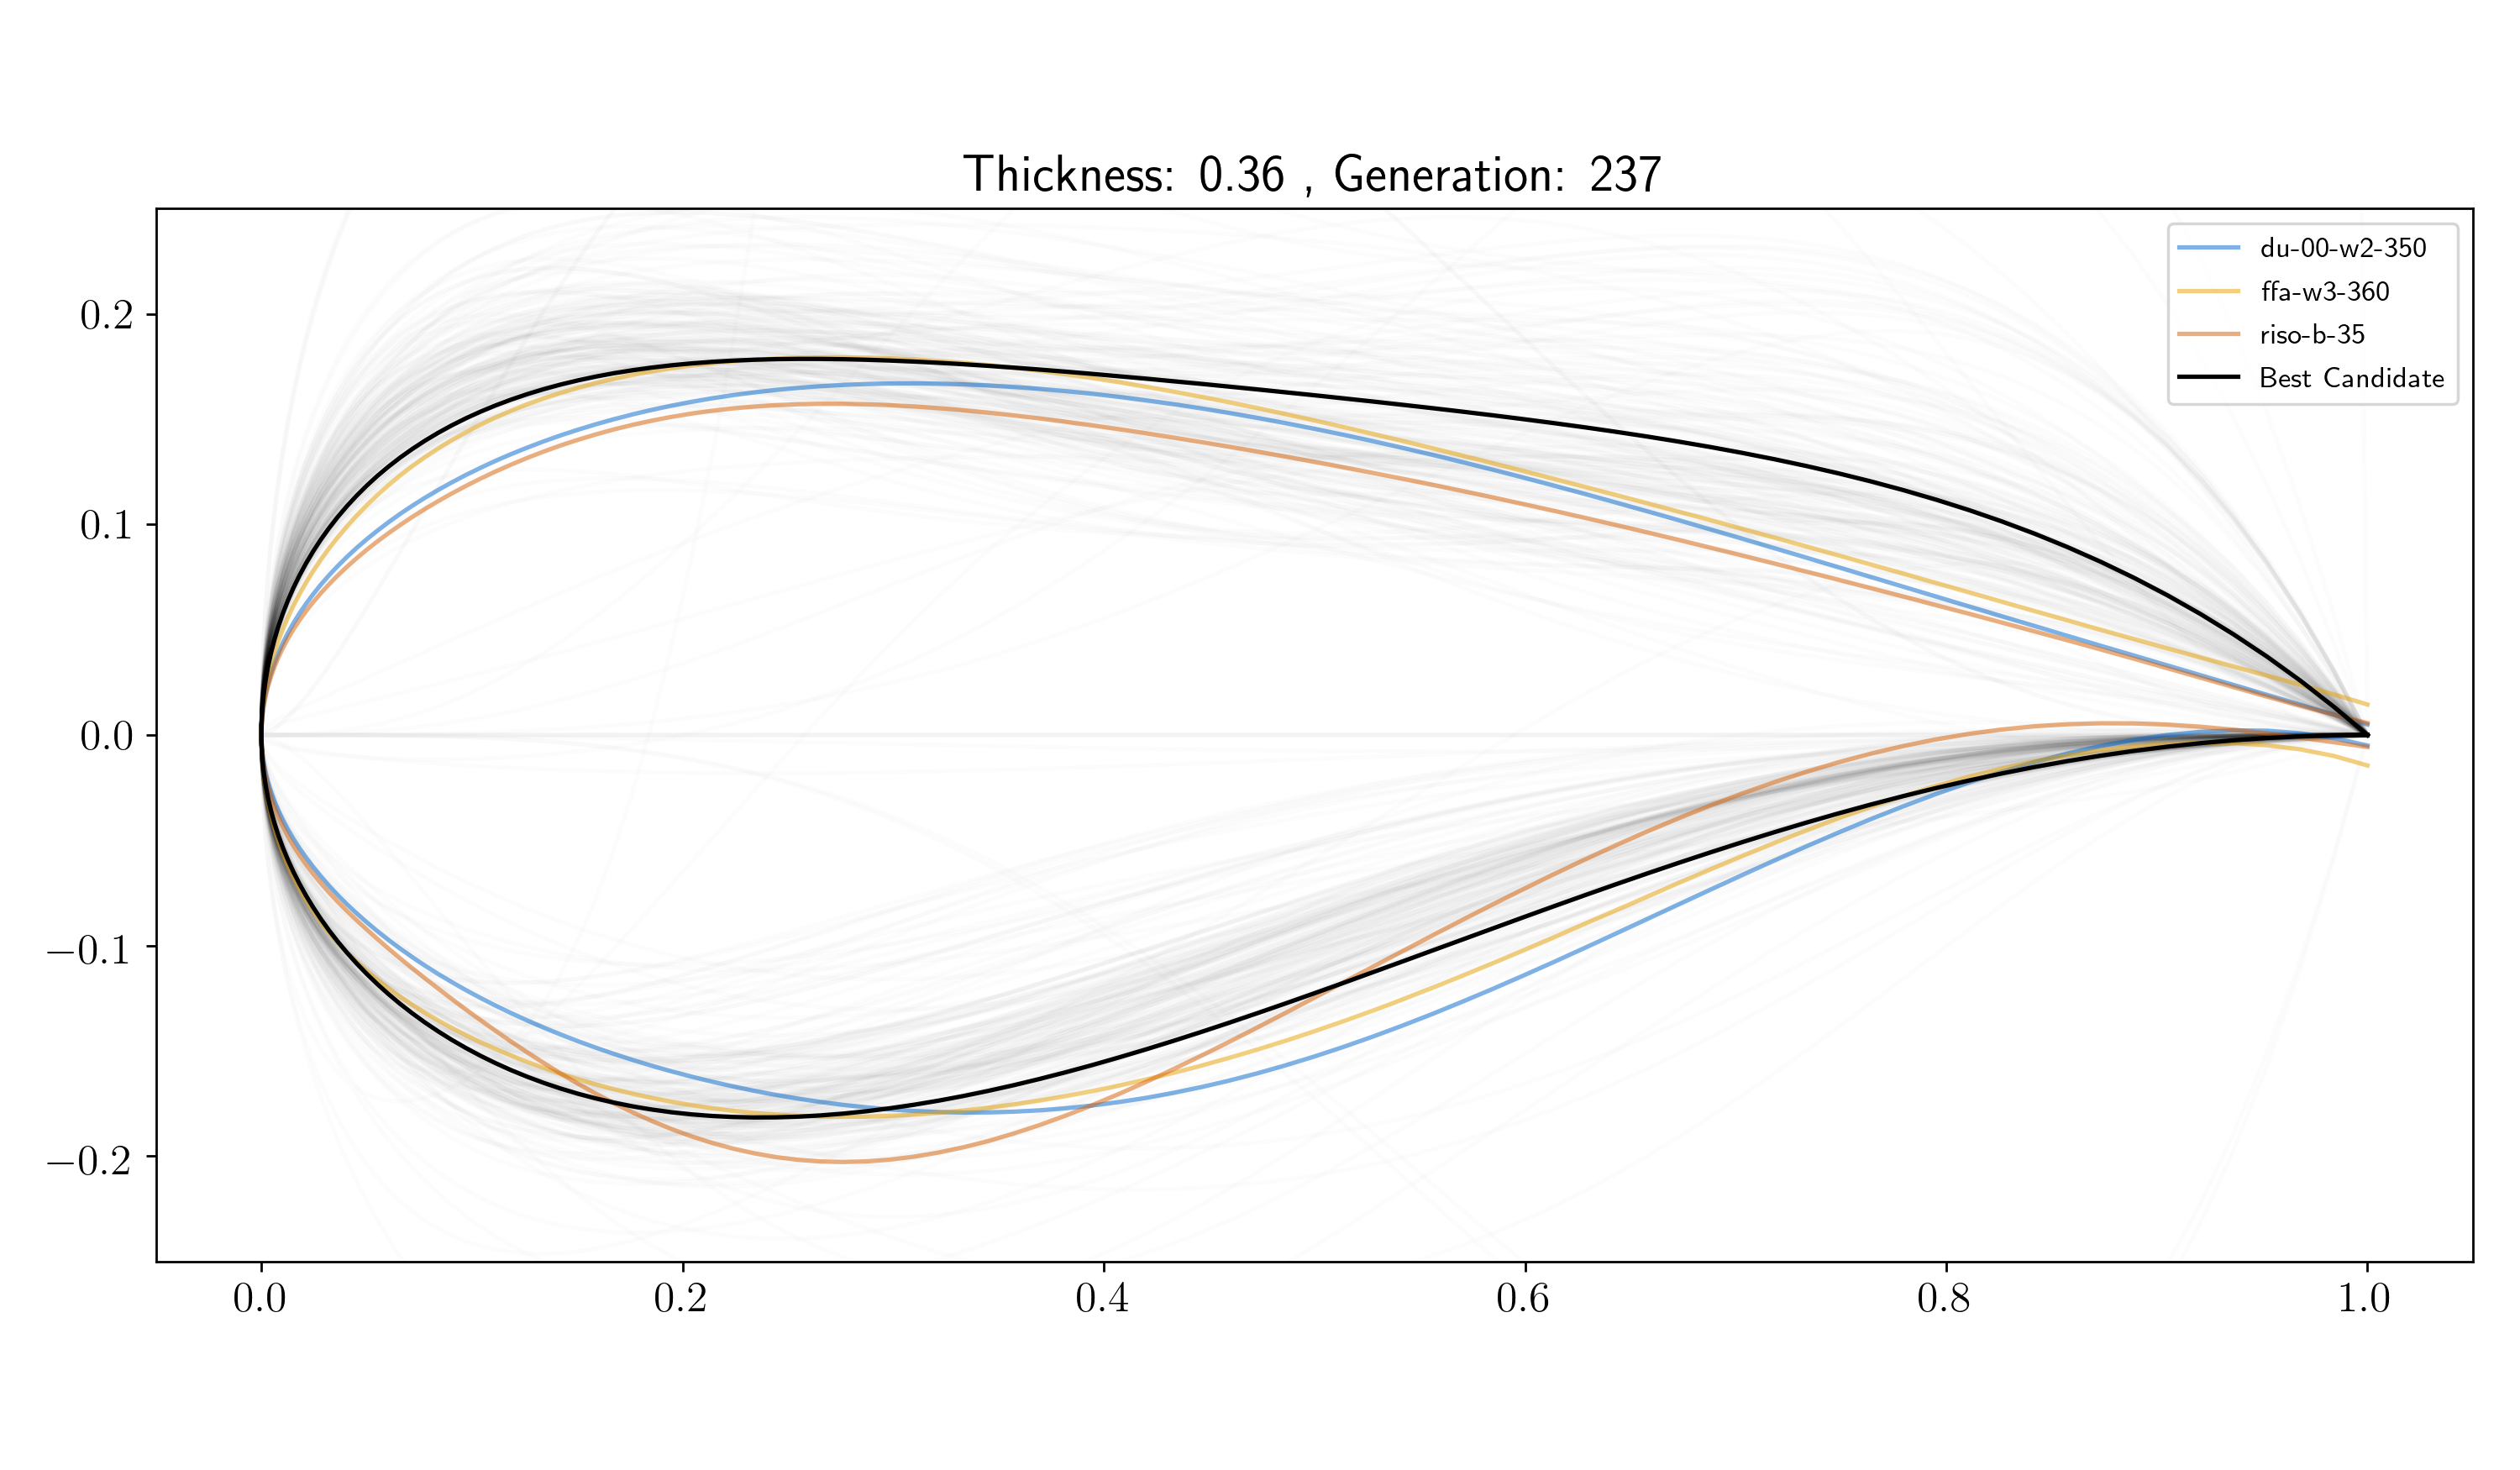 Thickness: 0.36 , Generation: 237
du-00-w2-350
ffa-w3-360
riso-b-35
Best Candidate
0.2
0.1
0.0
−0.1
−0.2
0.0 0.2 0.4 0.6 0.8 1.0